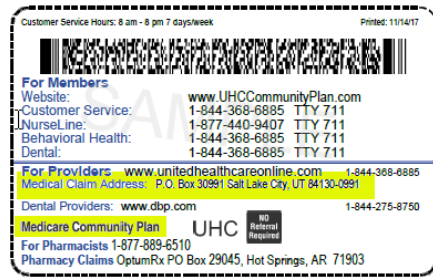 Customer Service Hours: 8 am - 8 pm 7 days/week Printed: 11/14/17
For Members
Website: www.UHCCommunityPlan.com
Customer Service: 1-844-368-6885 TTY 711
NurseLine: 1-877-440-9407 TTY 711
Behavioral Health: 1-844-368-6885 TTY 711
Dental: 1-844-368-6885 TTY 711
For Providers www.unitedhealthcareonline.com 1-844-368-6885
Medical Claim Address: P.O. Box 30991 Salt Lake City, UT 84130-0991
Dental Providers: www.dbp.com 1-844-275-8750
Medicare Community Plan UHC NO Referral Required
For Pharmacists 1-877-889-6510
Pharmacy Claims OptumRx PO Box 29045, Hot Springs, AR 71903